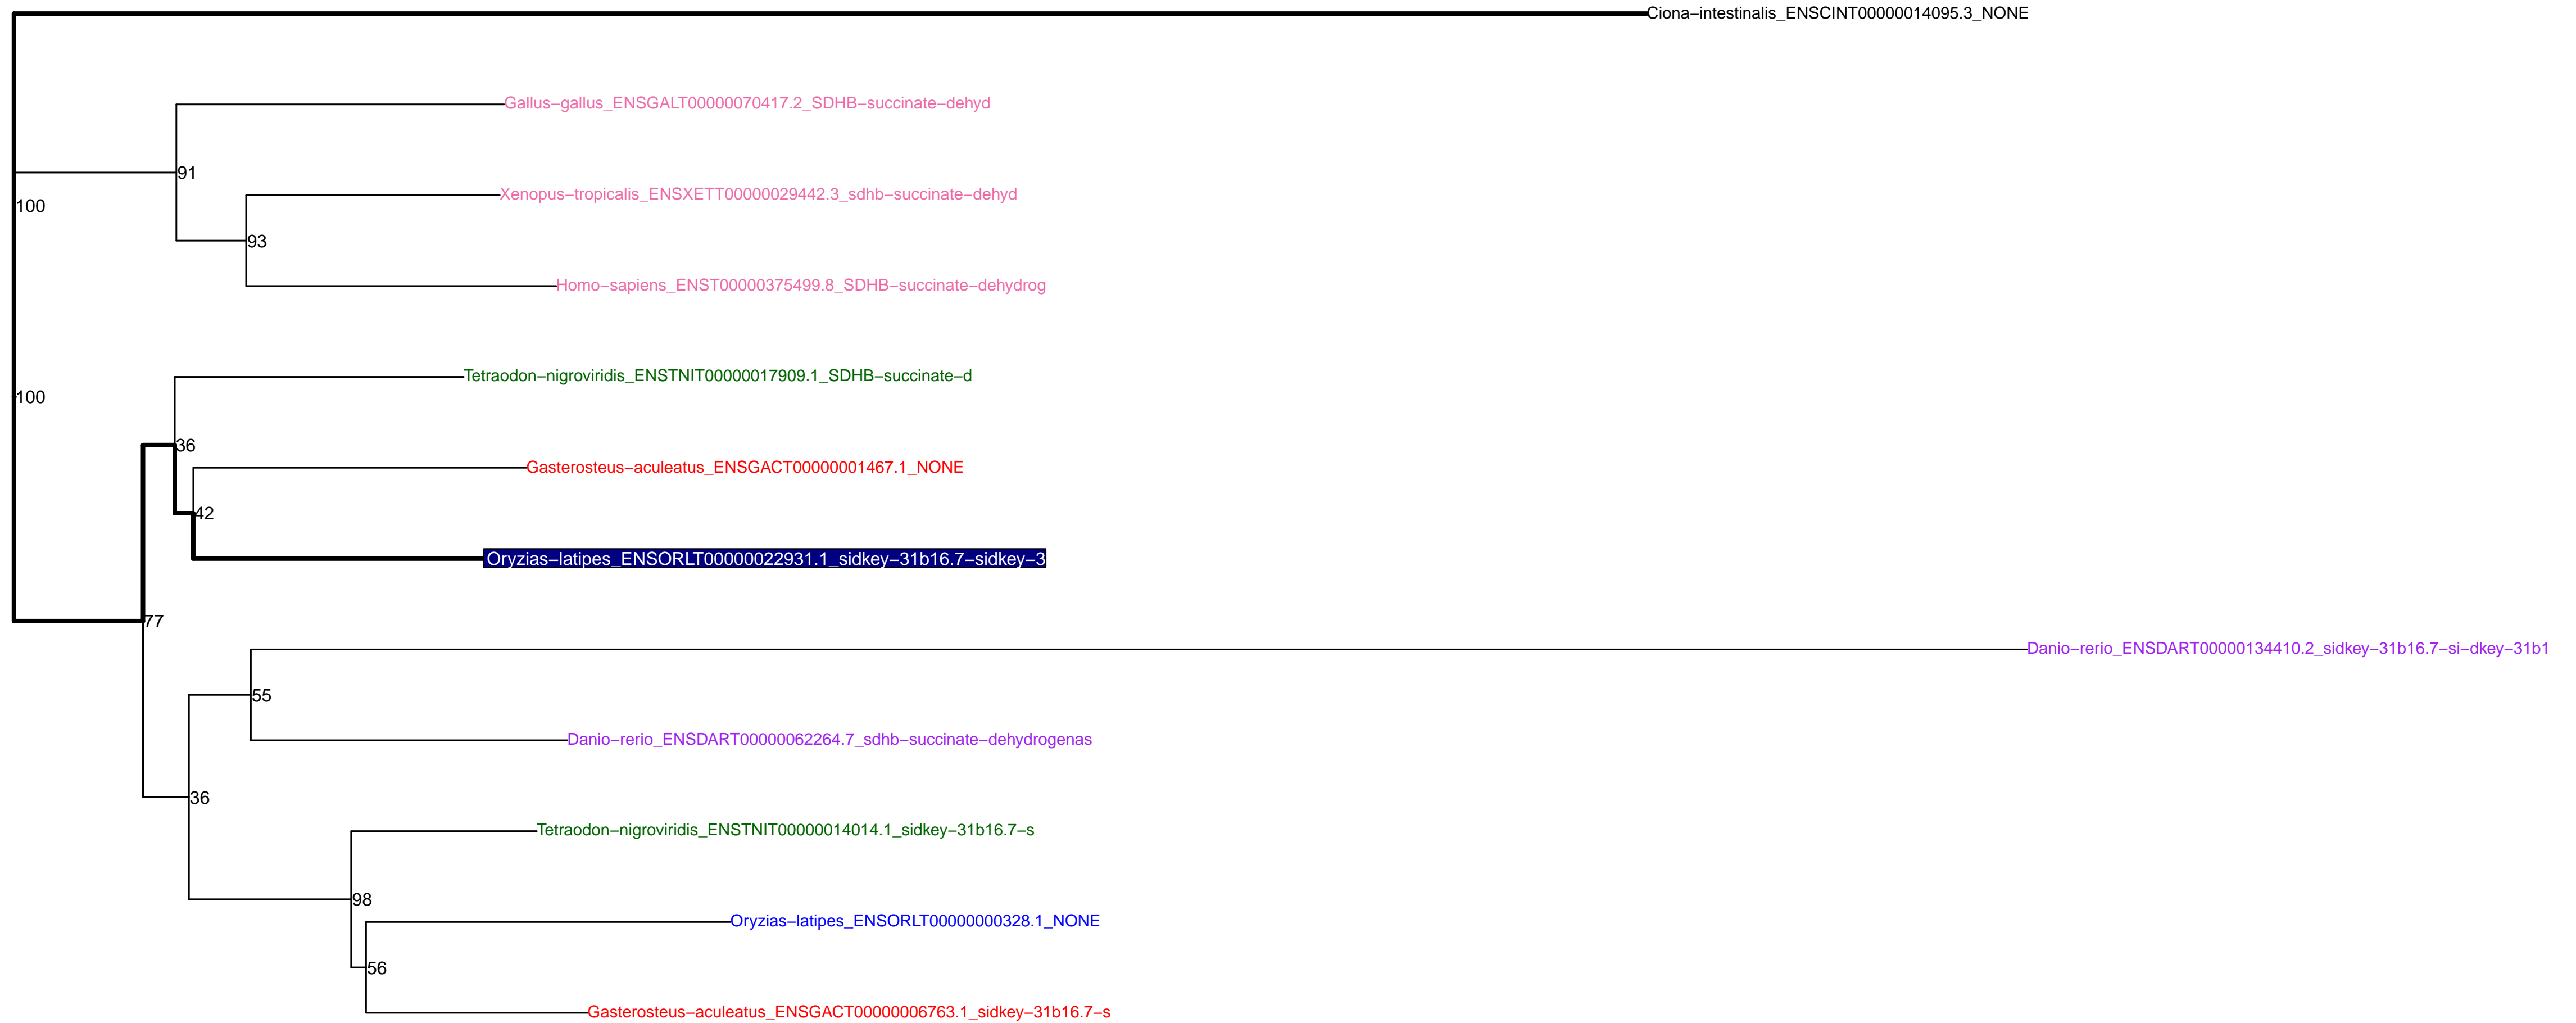 Ciona−intestinalis_ENSCINT00000014095.3_NONE
Gallus−gallus_ENSGALT00000070417.2_SDHB−succinate−dehyd
91
Xenopus−tropicalis_ENSXETT00000029442.3_sdhb−succinate−dehyd
100
93
Homo−sapiens_ENST00000375499.8_SDHB−succinate−dehydrog
Tetraodon−nigroviridis_ENSTNIT00000017909.1_SDHB−succinate−d
100
36
Gasterosteus−aculeatus_ENSGACT00000001467.1_NONE
42
Oryzias−latipes_ENSORLT00000022931.1_sidkey−31b16.7−sidkey−3
77
Danio−rerio_ENSDART00000134410.2_sidkey−31b16.7−si−dkey−31b1
55
Danio−rerio_ENSDART00000062264.7_sdhb−succinate−dehydrogenas
36
Tetraodon−nigroviridis_ENSTNIT00000014014.1_sidkey−31b16.7−s
98
Oryzias−latipes_ENSORLT00000000328.1_NONE
56
Gasterosteus−aculeatus_ENSGACT00000006763.1_sidkey−31b16.7−s